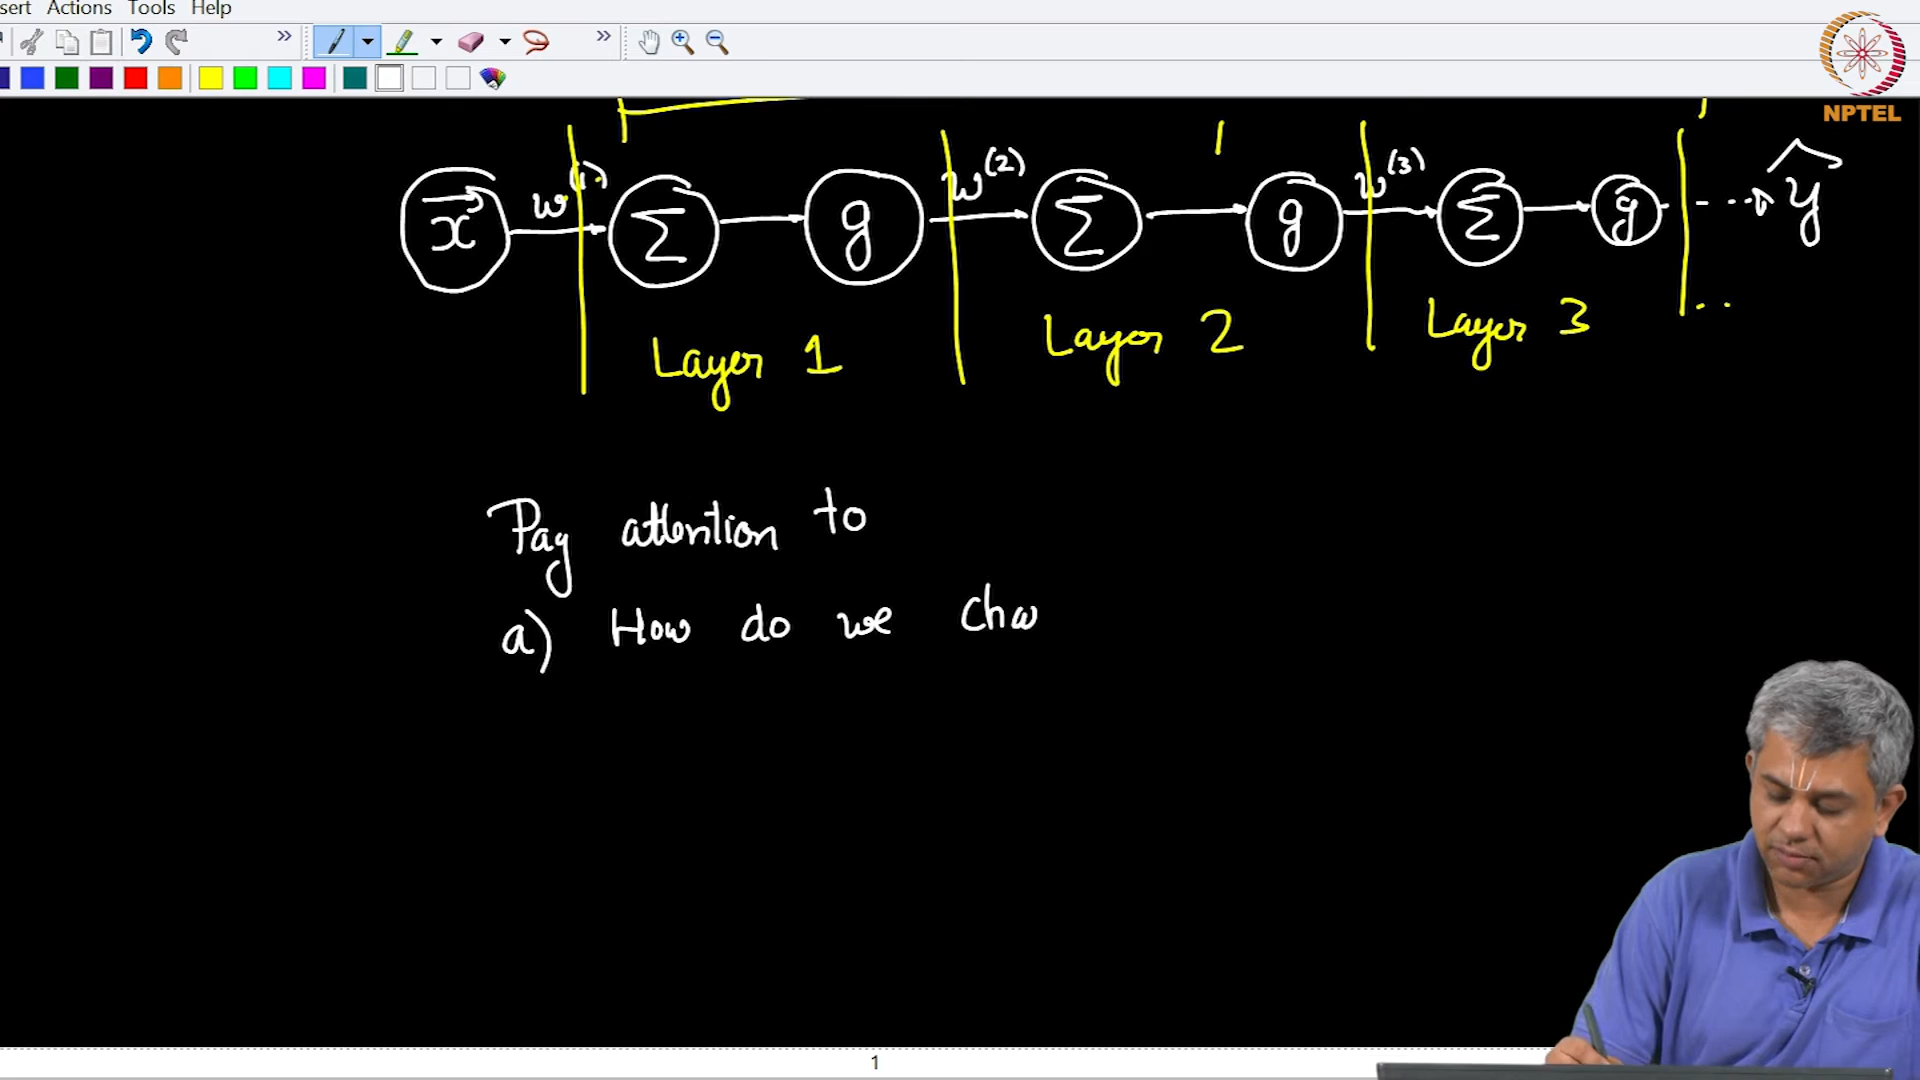 sert Actions Tools Help
NPTEL
x w(1) Σ g w(2) Σ g w(3) Σ g ŷ
Layer 1 Layer 2 Layer 3 ..
Pay attention to
a) How do we choo
1